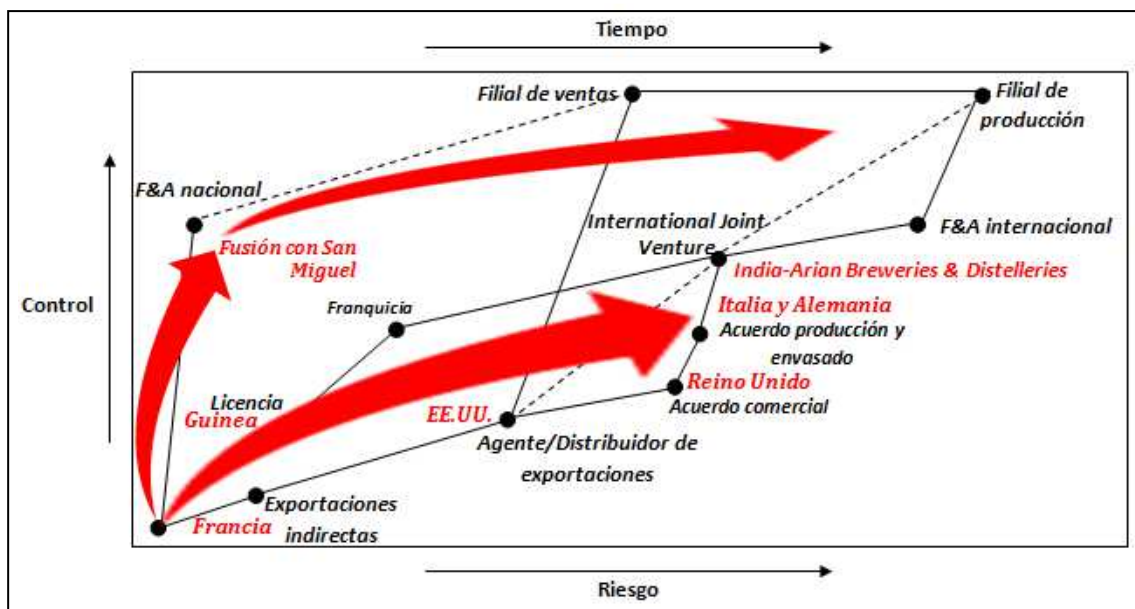 Tiempo
Filial de ventas
Filial de
producción
F&A nacional
International Joint
Venture
F&A internacional
Fusión con San
Miguel
India-Arian Breweries & Distelleries
Control
Italia y Alemania
Franquicia
Acuerdo producción y
envasado
Reino Unido
Licencia
Acuerdo comercial
Guinea
EE.UU.
Agente/Distribuidor de
exportaciones
Exportaciones
indirectas
Francia
Riesgo